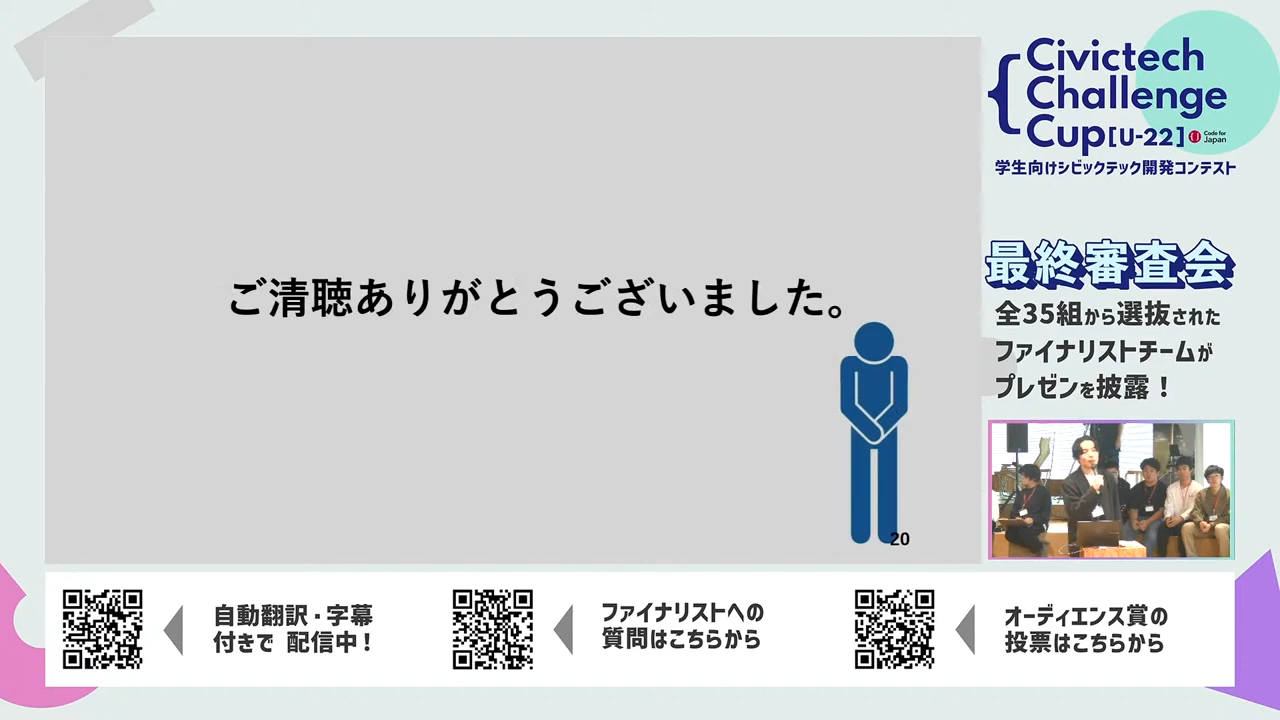 ご清聴ありがとうございました。
20
Civictech
Challenge
Cup[U-22]
Code for
Japan
学生向けシビックテック開発コンテスト
最終審査会
全35組から選抜された
ファイナリストチームが
プレゼンを披露！
自動翻訳・字幕
付きで 配信中！
ファイナリストへの
質問はこちらから
オーディエンス賞の
投票はこちらから